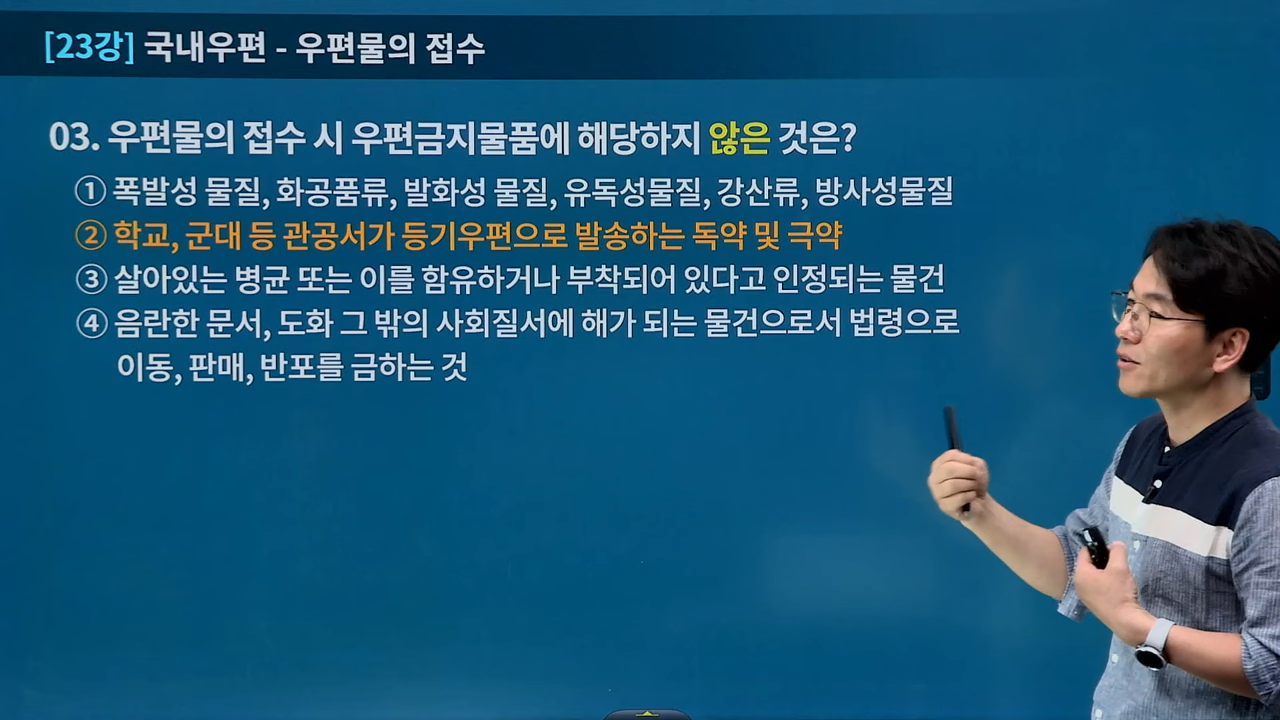 [23강] 국내우편 - 우편물의 접수
03. 우편물의 접수 시 우편금지물품에 해당하지 않은 것은?
① 폭발성 물질, 화공품류, 발화성 물질, 유독성물질, 강산류, 방사성물질
② 학교, 군대 등 관공서가 등기우편으로 발송하는 독약 및 극약
③ 살아있는 병균 또는 이를 함유하거나 부착되어 있다고 인정되는 물건
④ 음란한 문서, 도화 그 밖의 사회질서에 해가 되는 물건으로서 법령으로
이동, 판매, 반포를 금하는 것